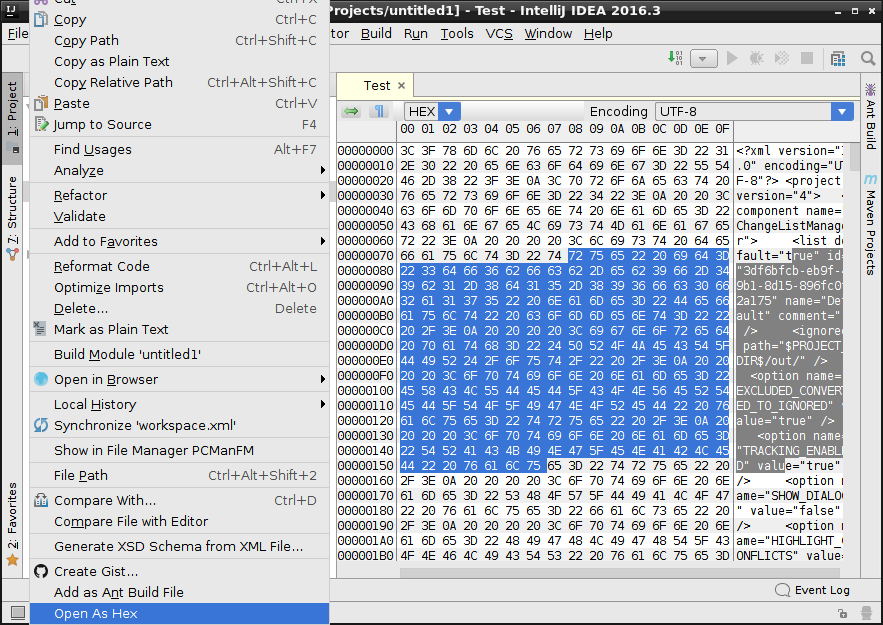 Projects/untitled1] - Test - IntelliJ IDEA 2016.3
File
tor Build Run Tools VCS Window Help
Cut Ctrl+X
Copy Ctrl+C
Copy Path Ctrl+Shift+C
Copy as Plain Text
Copy Relative Path Ctrl+Alt+Shift+C
Paste Ctrl+V
Jump to Source F4
Find Usages Alt+F7
Analyze
Refactor
Validate
Add to Favorites
Reformat Code Ctrl+Alt+L
Optimize Imports Ctrl+Alt+O
Delete... Delete
Mark as Plain Text
Build Module 'untitled1'
Open in Browser
Local History
Synchronize 'workspace.xml'
Show in File Manager PCManFM
File Path Ctrl+Alt+Shift+2
Compare With... Ctrl+D
Compare File with Editor
Generate XSD Schema from XML File...
Create Gist...
Add as Ant Build File
Open As Hex
1: Project
7: Structure
2: Favorites
Test
HEX Encoding UTF-8
00 01 02 03 04 05 06 07 08 09 0A 0B 0C 0D 0E 0F
00000000 3C 3F 78 6D 6C 20 76 65 72 73 69 6F 6E 3D 22 31 <?xml version="1
00000010 2E 30 22 20 65 6E 63 6F 64 69 6E 67 3D 22 55 54 .0" encoding="UT
00000020 46 2D 38 22 3F 3E 0A 3C 70 72 6F 6A 65 63 74 20 F-8"?> <project
00000030 76 65 72 73 69 6F 6E 3D 22 34 22 3E 0A 20 20 3C version="4"> <
00000040 63 6F 6D 70 6F 6E 65 6E 74 20 6E 61 6D 65 3D 22 component name=
00000050 43 68 61 6E 67 65 4C 69 73 74 4D 61 6E 61 67 65 ChangeListManag
00000060 72 22 3E 0A 20 20 20 20 3C 6C 69 73 74 20 64 65 r"> <list de
00000070 66 61 75 6C 74 3D 22 74 72 75 65 22 20 69 64 3D fault="true" id=
00000080 22 33 64 66 36 62 66 63 62 2D 65 62 39 66 2D 34 "3df6bfcb-eb9f-
00000090 39 62 31 2D 38 64 31 35 2D 38 39 36 66 63 30 66 9b1-8d15-896fc0
000000A0 32 61 31 37 35 22 20 6E 61 6D 65 3D 22 44 65 66 2a175" name="De
000000B0 61 75 6C 74 22 20 63 6F 6D 6D 65 6E 74 3D 22 22 ault" comment="
000000C0 20 2F 3E 0A 20 20 20 20 3C 69 67 6E 6F 72 65 64 /> <ignore
000000D0 20 70 61 74 68 3D 22 24 50 52 4F 4A 45 43 54 5F path="$PROJECT_
000000E0 44 49 52 24 2F 6F 75 74 2F 22 20 2F 3E 0A 20 20 DIR$/out/" />
000000F0 20 20 3C 6F 70 74 69 6F 6E 20 6E 61 6D 65 3D 22 <option name=
00000100 45 58 43 4C 55 44 45 44 5F 43 4F 4E 56 45 52 54 EXCLUDED_CONVER
00000110 45 44 5F 54 4F 5F 49 47 4E 4F 52 45 44 22 20 76 ED_TO_IGNORED"
00000120 61 6C 75 65 3D 22 74 72 75 65 22 20 2F 3E 0A 20 alue="true" />
00000130 20 20 20 3C 6F 70 74 69 6F 6E 20 6E 61 6D 65 3D <option name
00000140 22 54 52 41 43 4B 49 4E 47 5F 45 4E 41 42 4C 45 "TRACKING_ENABL
00000150 44 22 20 76 61 6C 75 65 3D 22 74 72 75 65 22 20 D" value="true"
00000160 2F 3E 0A 20 20 20 20 3C 6F 70 74 69 6F 6E 20 6E /> <option
00000170 61 6D 65 3D 22 53 48 4F 57 5F 44 49 41 4C 4F 47 ame="SHOW_DIALO
00000180 22 20 76 61 6C 75 65 3D 22 66 61 6C 73 65 22 20 " value="false"
00000190 2F 3E 0A 20 20 20 20 3C 6F 70 74 69 6F 6E 20 6E /> <option
000001A0 61 6D 65 3D 22 48 49 47 48 4C 49 47 48 54 5F 43 ame="HIGHLIGHT_
000001B0 4F 4E 46 4C 49 43 54 53 22 20 76 61 6C 75 65 3D ONFLICTS" value
Ant Build
Maven Projects
Event Log